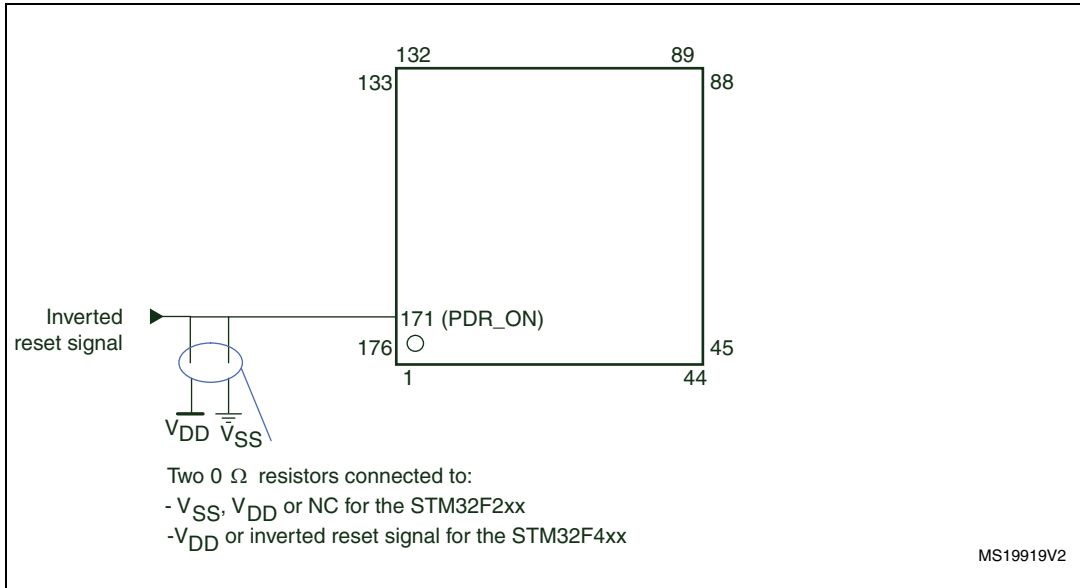 132 89
133 88
Inverted
reset signal
171 (PDR_ON)
176 45
1 44
VDD VSS
Two 0 Ω resistors connected to:
- VSS, VDD or NC for the STM32F2xx
-VDD or inverted reset signal for the STM32F4xx
MS19919V2